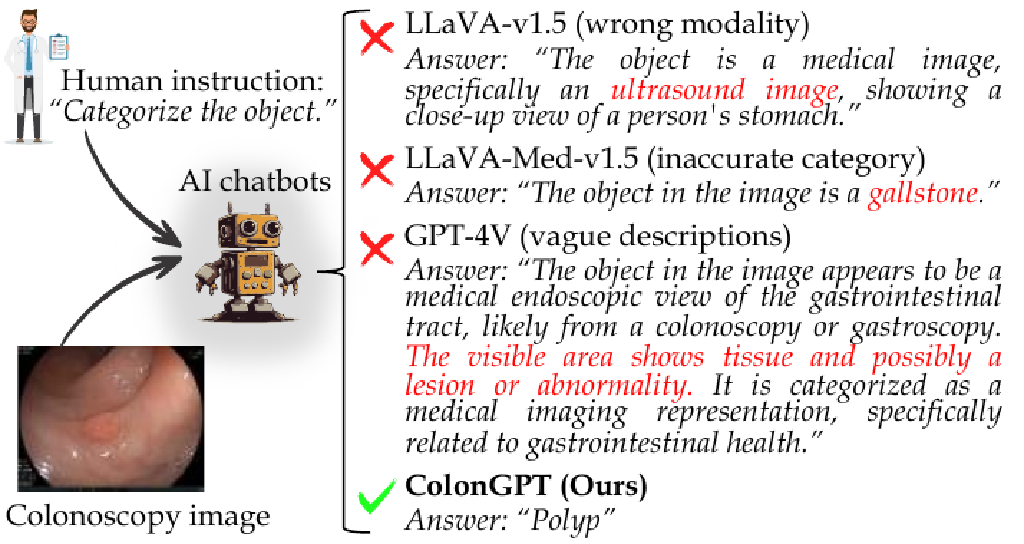 Human instruction:
“Categorize the object.”
AI chatbots
Colonoscopy image
LLaVA-v1.5 (wrong modality)
Answer: “The object is a medical image,
specifically an ultrasound image, showing a
close-up view of a person's stomach.”
LLaVA-Med-v1.5 (inaccurate category)
Answer: “The object in the image is a gallstone.”
GPT-4V (vague descriptions)
Answer: “The object in the image appears to be a
medical endoscopic view of the gastrointestinal
tract, likely from a colonoscopy or gastroscopy.
The visible area shows tissue and possibly a
lesion or abnormality. It is categorized as a
medical imaging representation, specifically
related to gastrointestinal health.”
ColonGPT (Ours)
Answer: “Polyp”